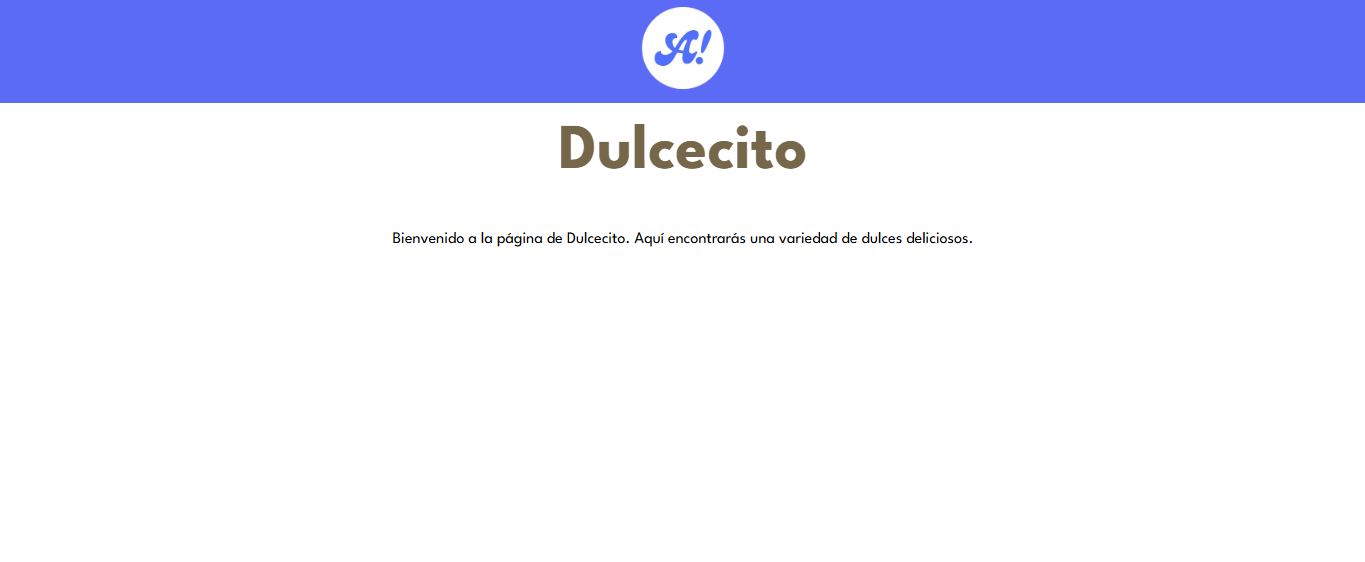 A!
Dulcecito
Bienvenido a la página de Dulcecito. Aquí encontrarás una variedad de dulces deliciosos.